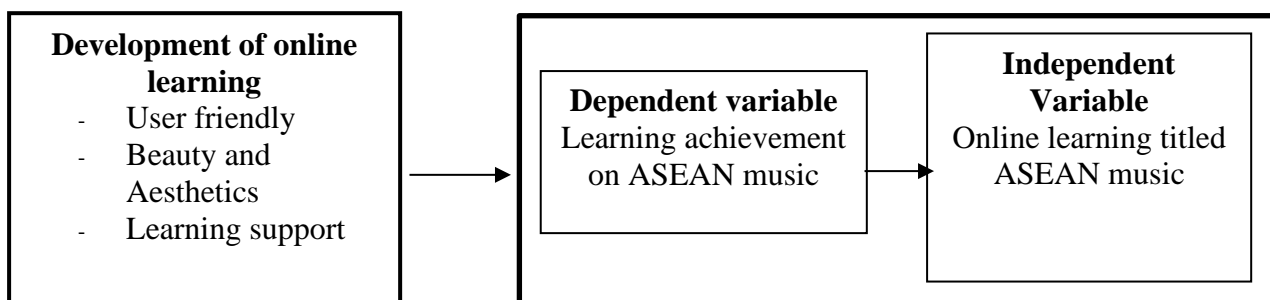 Development of online
learning
- User friendly
- Beauty and
Aesthetics
- Learning support
Dependent variable
Learning achievement
on ASEAN music
Independent
Variable
Online learning titled
ASEAN music